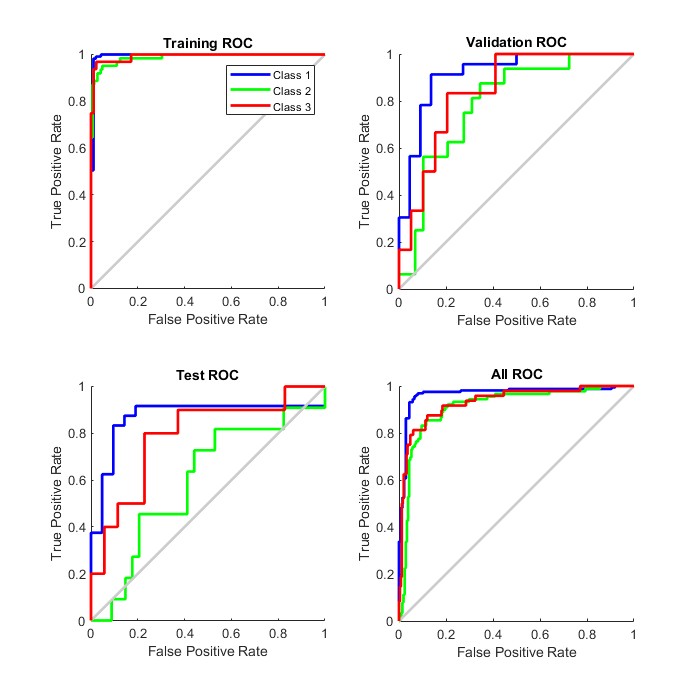 Training ROC
True Positive Rate
1
0.8
0.6
0.4
0.2
0
0 0.2 0.4 0.6 0.8 1
False Positive Rate
Class 1
Class 2
Class 3
Validation ROC
True Positive Rate
1
0.8
0.6
0.4
0.2
0
0 0.2 0.4 0.6 0.8 1
False Positive Rate
Test ROC
True Positive Rate
1
0.8
0.6
0.4
0.2
0
0 0.2 0.4 0.6 0.8 1
False Positive Rate
All ROC
True Positive Rate
1
0.8
0.6
0.4
0.2
0
0 0.2 0.4 0.6 0.8 1
False Positive Rate